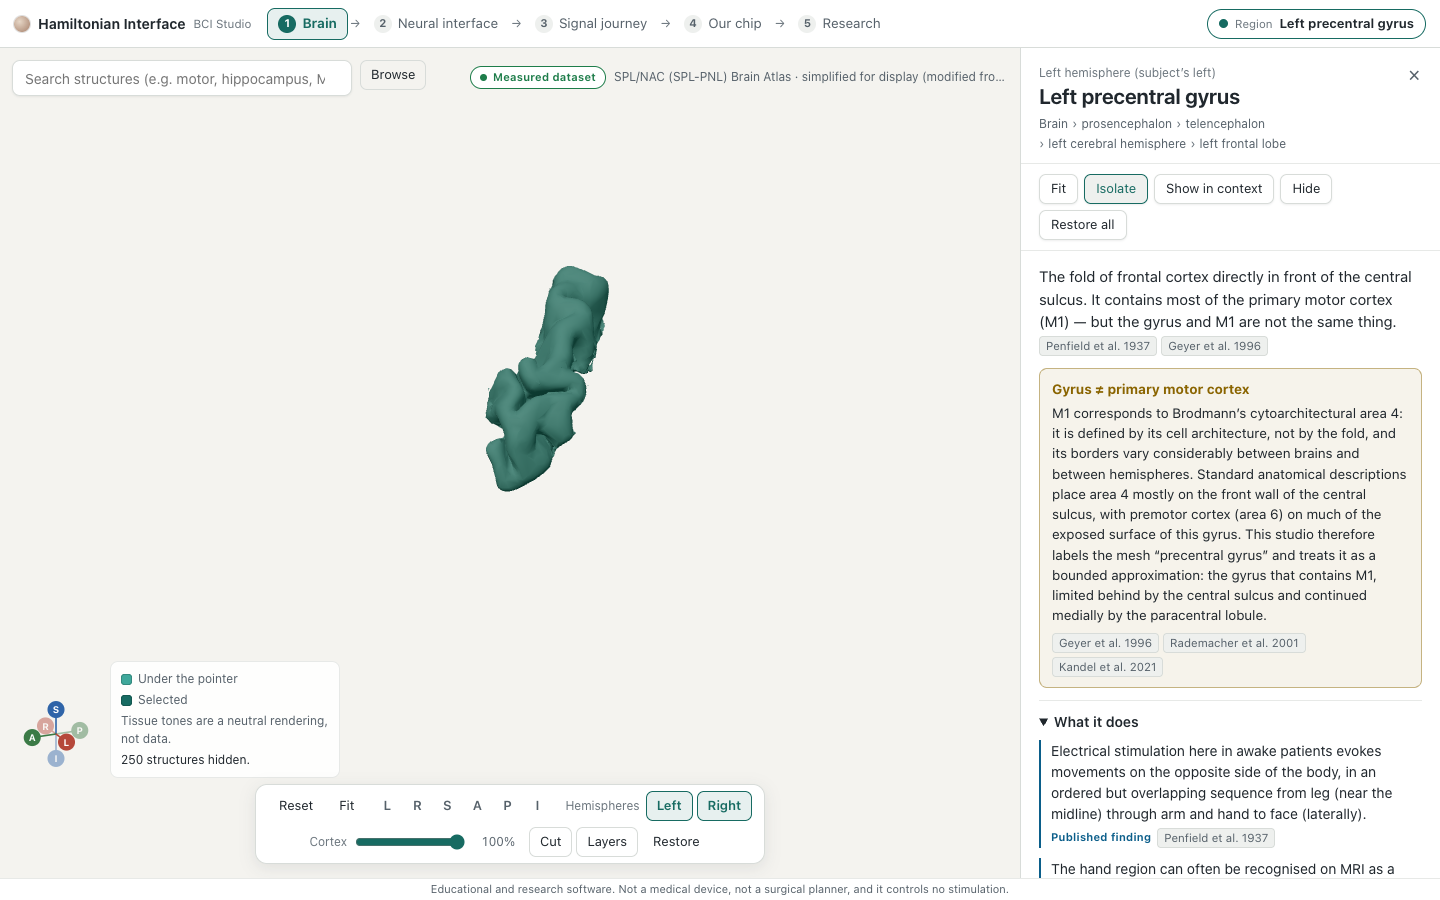 Hamiltonian Interface BCI Studio 1 Brain → 2 Neural interface → 3 Signal journey → 4 Our chip → 5 Research Region Left precentral gyrus
Search structures (e.g. motor, hippocampus, M
Browse
Measured dataset SPL/NAC (SPL-PNL) Brain Atlas · simplified for display (modified fro...
Left hemisphere (subject's left)
Left precentral gyrus
Brain › prosencephalon › telencephalon
› left cerebral hemisphere › left frontal lobe
Fit Isolate Show in context Hide
Restore all
The fold of frontal cortex directly in front of the central
sulcus. It contains most of the primary motor cortex
(M1) — but the gyrus and M1 are not the same thing.
Penfield et al. 1937 Geyer et al. 1996
Gyrus ≠ primary motor cortex
M1 corresponds to Brodmann's cytoarchitectural area 4:
it is defined by its cell architecture, not by the fold, and
its borders vary considerably between brains and
between hemispheres. Standard anatomical descriptions
place area 4 mostly on the front wall of the central
sulcus, with premotor cortex (area 6) on much of the
exposed surface of this gyrus. This studio therefore
labels the mesh “precentral gyrus” and treats it as a
bounded approximation: the gyrus that contains M1,
limited behind by the central sulcus and continued
medially by the paracentral lobule.
Geyer et al. 1996 Rademacher et al. 2001
Kandel et al. 2021
▼ What it does
Electrical stimulation here in awake patients evokes
movements on the opposite side of the body, in an
ordered but overlapping sequence from leg (near the
midline) through arm and hand to face (laterally).
Published finding Penfield et al. 1937
The hand region can often be recognised on MRI as a
S
R
P
A
L
I
Under the pointer
Selected
Tissue tones are a neutral rendering,
not data.
250 structures hidden.
Reset Fit L R S A P I Hemispheres Left Right
Cortex 100% Cut Layers Restore
Educational and research software. Not a medical device, not a surgical planner, and it controls no stimulation.